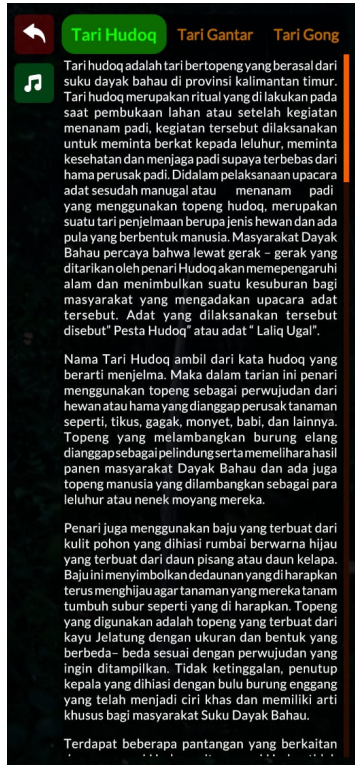 Tari Hudoq Tari Gantar Tari Gong
Tari hudoq adalah tari bertopeng yang berasal dari
suku dayak bahau di provinsi kalimantan timur.
Tari hudoq merupakan ritual yang di lakukan pada
saat pembukaan lahan atau setelah kegiatan
menanam padi, kegiatan tersebut dilaksanakan
untuk meminta berkat kepada leluhur, meminta
kesehatan dan menjaga padi supaya terbebas dari
hama perusak padi. Didalam pelaksanaan upacara
adat sesudah manugal atau menanam padi
yang menggunakan topeng hudoq, merupakan
suatu tari penjelmaan berupa jenis hewan dan ada
pula yang berbentuk manusia. Masyarakat Dayak
Bahau percaya bahwa lewat gerak – gerak yang
ditarikan oleh penari Hudoq akan memepengaruhi
alam dan menimbulkan suatu kesuburan bagi
masyarakat yang mengadakan upacara adat
tersebut. Adat yang dilaksanakan tersebut
disebut" Pesta Hudoq" atau adat " Laliq Ugal".
Nama Tari Hudoq ambil dari kata hudoq yang
berarti menjelma. Maka dalam tarian ini penari
menggunakan topeng sebagai perwujudan dari
hewan atau hama yang dianggap perusak tanaman
seperti, tikus, gagak, monyet, babi, dan lainnya.
Topeng yang melambangkan burung elang
dianggap sebagai pelindung serta memelihara hasil
panen masyarakat Dayak Bahau dan ada juga
topeng manusia yang dilambangkan sebagai para
leluhur atau nenek moyang mereka.
Penari juga menggunakan baju yang terbuat dari
kulit pohon yang dihiasi rumbai berwarna hijau
yang terbuat dari daun pisang atau daun kelapa.
Baju ini menyimbolkan dedaunan yang di harapkan
terus menghijau agar tanaman yang mereka tanam
tumbuh subur seperti yang di harapkan. Topeng
yang digunakan adalah topeng yang terbuat dari
kayu Jelatung dengan ukuran dan bentuk yang
berbeda– beda sesuai dengan perwujudan yang
ingin ditampilkan. Tidak ketinggalan, penutup
kepala yang dihiasi dengan bulu burung enggang
yang telah menjadi ciri khas dan memiliki arti
khusus bagi masyarakat Suku Dayak Bahau.
Terdapat beberapa pantangan yang berkaitan